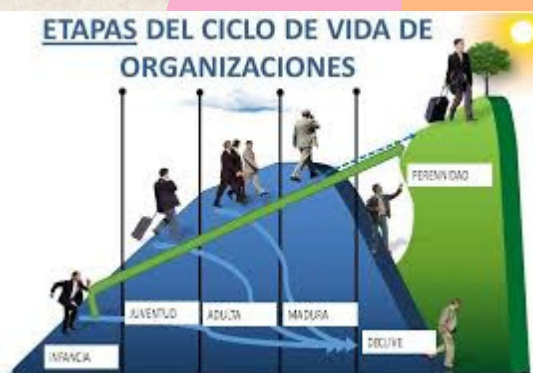 ETAPAS DEL CICLO DE VIDA DE
ORGANIZACIONES
PERENNIDAD
JUVENTUD
ADULTA
MADURA
DECLIVE
INFANCIA